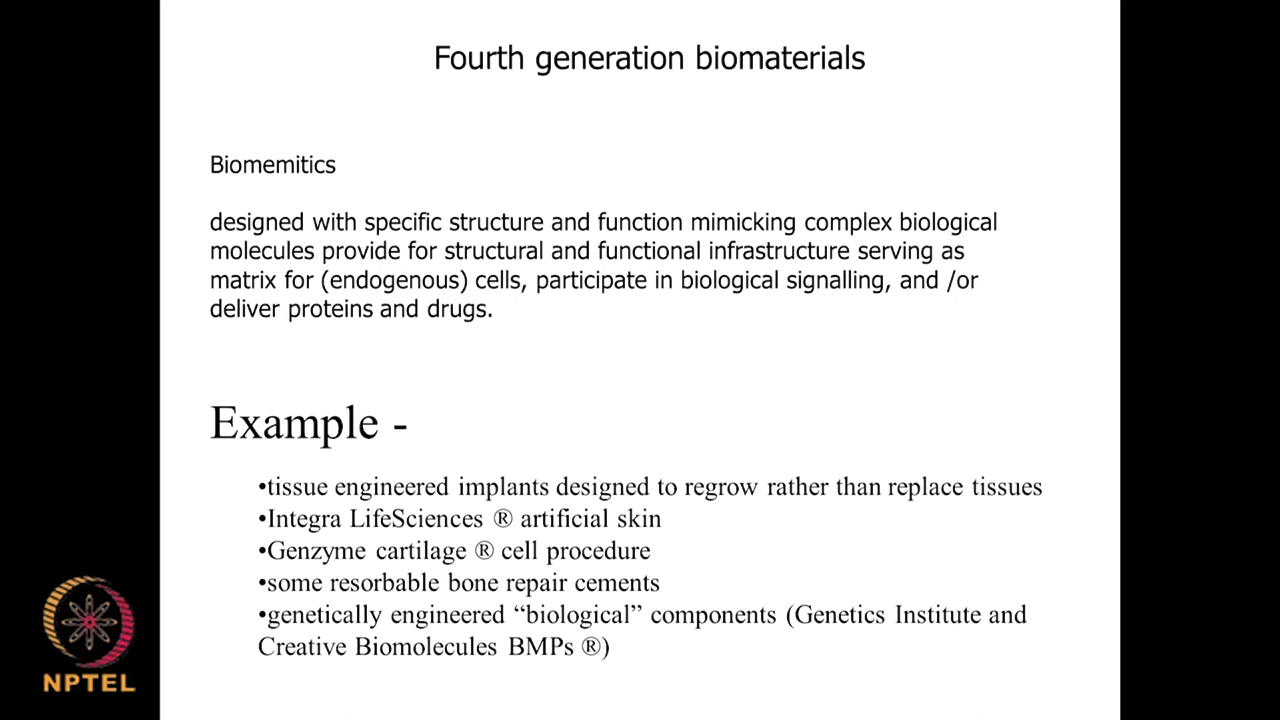 Fourth generation biomaterials
Biomemitics
designed with specific structure and function mimicking complex biological
molecules provide for structural and functional infrastructure serving as
matrix for (endogenous) cells, participate in biological signalling, and /or
deliver proteins and drugs.
Example -
•tissue engineered implants designed to regrow rather than replace tissues
•Integra LifeSciences ® artificial skin
•Genzyme cartilage ® cell procedure
•some resorbable bone repair cements
•genetically engineered “biological” components (Genetics Institute and
Creative Biomolecules BMPs ®)
NPTEL